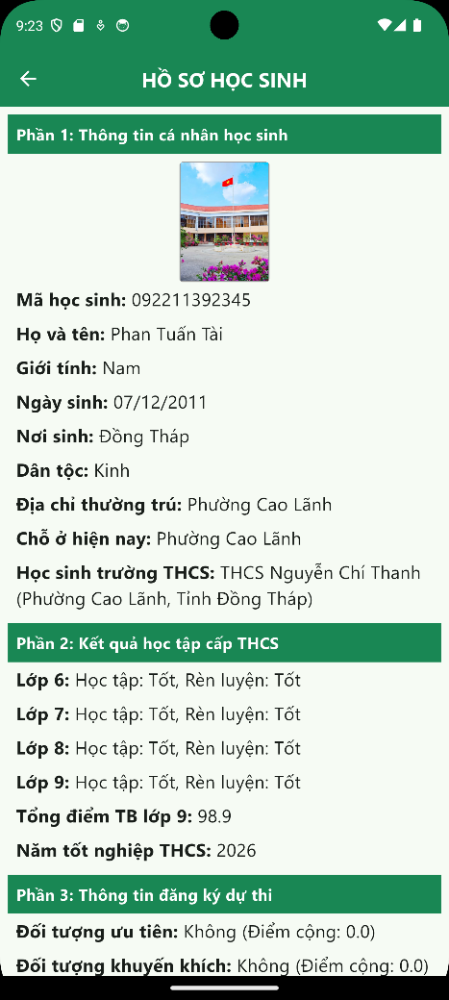 9:23
HỒ SƠ HỌC SINH
Phần 1: Thông tin cá nhân học sinh
Mã học sinh: 092211392345
Họ và tên: Phan Tuấn Tài
Giới tính: Nam
Ngày sinh: 07/12/2011
Nơi sinh: Đồng Tháp
Dân tộc: Kinh
Địa chỉ thường trú: Phường Cao Lãnh
Chỗ ở hiện nay: Phường Cao Lãnh
Học sinh trường THCS: THCS Nguyễn Chí Thanh
(Phường Cao Lãnh, Tỉnh Đồng Tháp)
Phần 2: Kết quả học tập cấp THCS
Lớp 6: Học tập: Tốt, Rèn luyện: Tốt
Lớp 7: Học tập: Tốt, Rèn luyện: Tốt
Lớp 8: Học tập: Tốt, Rèn luyện: Tốt
Lớp 9: Học tập: Tốt, Rèn luyện: Tốt
Tổng điểm TB lớp 9: 98.9
Năm tốt nghiệp THCS: 2026
Phần 3: Thông tin đăng ký dự thi
Đối tượng ưu tiên: Không (Điểm cộng: 0.0)
Đối tượng khuyến khích: Không (Điểm cộng: 0.0)